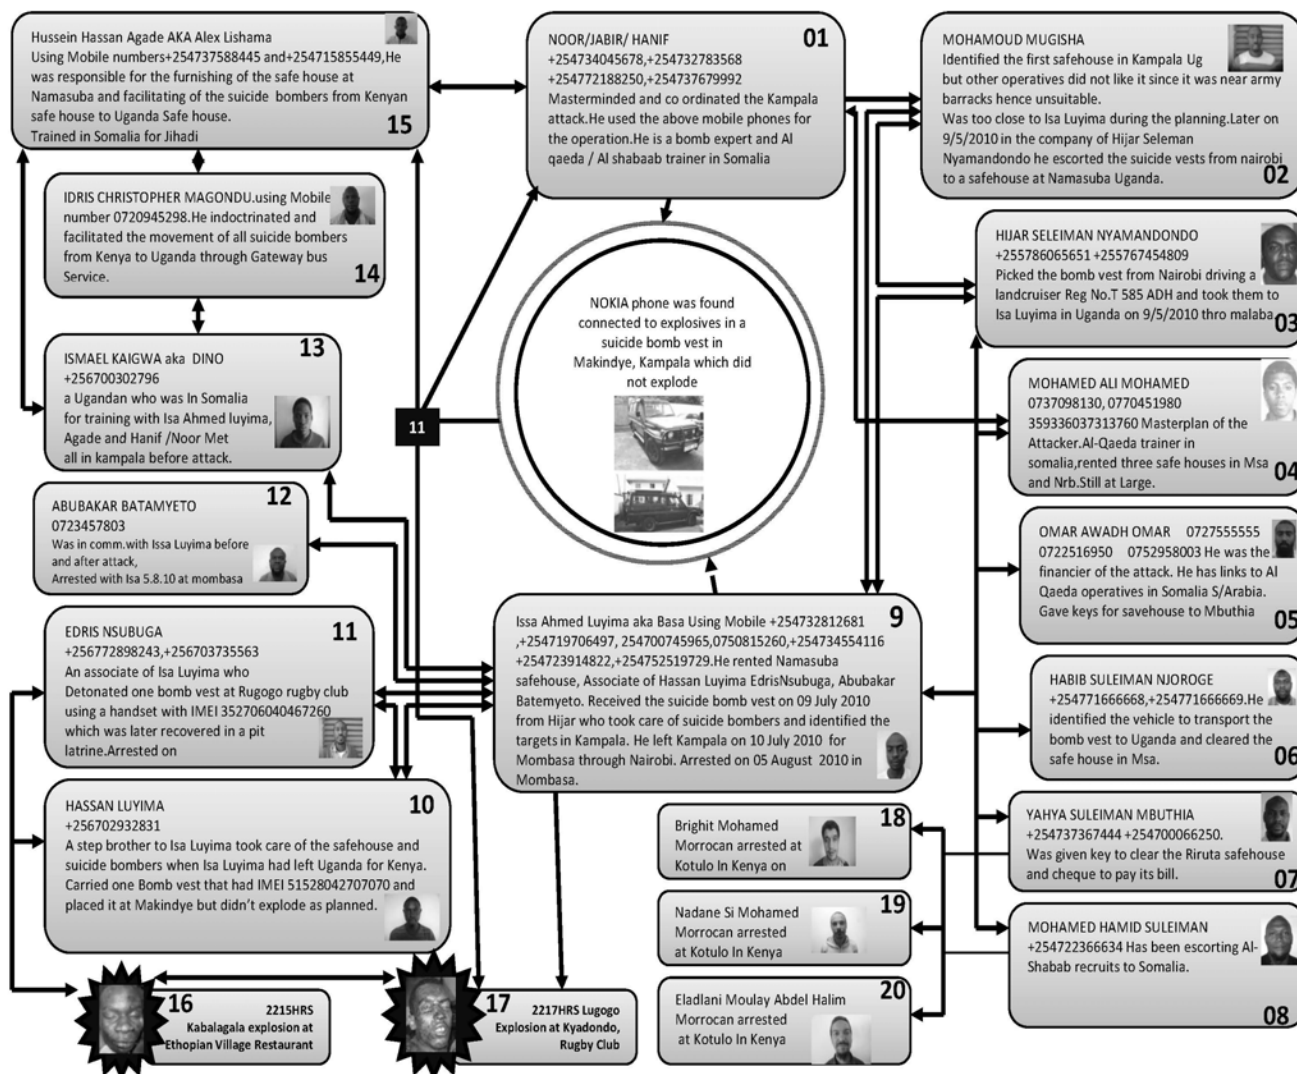 Hussein Hassan Agade AKA Alex Lishama
Using Mobile numbers+254737588445 and+254715855449,He
was responsible for the furnishing of the safe house at
Namasuba and facilitating of the suicide bombers from Kenyan
safe house to Uganda Safe house.
Trained in Somalia for Jihadi
15
NOOR/JABIR/ HANIF
01
+254734045678,+254732783568
+254772188250,+254737679992
Masterminded and co ordinated the Kampala
attack.He used the above mobile phones for
the operation.He is a bomb expert and Al
qaeda / Al shabaab trainer in Somalia
MOHAMOUD MUGISHA
Identified the first safehouse in Kampala Ug
but other operatives did not like it since it was near army
barracks hence unsuitable.
Was too close to Isa Luyima during the planning.Later on
9/5/2010 in the company of Hijar Seleman
Nyamandondo he escorted the suicide vests from nairobi
to a safehouse at Namasuba Uganda.
02
IDRIS CHRISTOPHER MAGONDU.using Mobile
number 0720945298.He indoctrinated and
facilitated the movement of all suicide bombers
from Kenya to Uganda through Gateway bus
Service.
14
HIJAR SELEIMAN NYAMANDONDO
+255786065651 +255767454809
Picked the bomb vest from Nairobi driving a
landcruiser Reg No.T 585 ADH and took them to
Isa Luyima in Uganda on 9/5/2010 thro malaba
03
NOKIA phone was found
connected to explosives in a
suicide bomb vest in
Makindye, Kampala which did
not explode
13
ISMAEL KAIGWA aka DINO
+256700302796
a Ugandan who was In Somalia
for training with Isa Ahmed luyima,
Agade and Hanif /Noor Met
all in kampala before attack.
11
MOHAMED ALI MOHAMED
0737098130, 0770451980
359336037313760 Masterplan of the
Attacker.Al-Qaeda trainer in
somalia,rented three safe houses in Msa
and Nrb.Still at Large.
04
12
ABUBAKAR BATAMYETO
0723457803
Was in comm.with Issa Luyima before
and after attack,
Arrested with Isa 5.8.10 at mombasa
OMAR AWADH OMAR 0727555555
0722516950 0752958003 He was the
financier of the attack. He has links to Al
Qaeda operatives in Somalia S/Arabia.
Gave keys for savehouse to Mbuthia
05
11
EDRIS NSUBUGA
+256772898243,+256703735563
An associate of Isa Luyima who
Detonated one bomb vest at Rugogo rugby club
using a handset with IMEI 352706040467260
which was later recovered in a pit
latrine.Arrested on
9
Issa Ahmed Luyima aka Basa Using Mobile +254732812681
,+254719706497, 254700745965,0750815260,+254734554116
+254723914822,+254752519729.He rented Namasuba
safehouse, Associate of Hassan Luyima EdrisNsubuga, Abubakar
Batemyeto. Received the suicide bomb vest on 09 July 2010
from Hijar who took care of suicide bombers and identified the
targets in Kampala. He left Kampala on 10 July 2010 for
Mombasa through Nairobi. Arrested on 05 August 2010 in
Mombasa.
HABIB SULEIMAN NJOROGE
+254771666668,+254771666669.He
identified the vehicle to transport the
bomb vest to Uganda and cleared the
safe house in Msa.
06
10
HASSAN LUYIMA
+256702932831
A step brother to Isa Luyima took care of the safehouse and
suicide bombers when Isa Luyima had left Uganda for Kenya.
Carried one Bomb vest that had IMEI 51528042707070 and
placed it at Makindye but didn't explode as planned.
YAHYA SULEIMAN MBUTHIA
+254737367444 +254700066250.
Was given key to clear the Riruta safehouse
and cheque to pay its bill.
07
18
Brighit Mohamed
Morrocan arrested at
Kotulo In Kenya on
19
Nadane Si Mohamed
Morrocan arrested
at Kotulo In Kenya
MOHAMED HAMID SULEIMAN
+254722366634 Has been escorting Al-
Shabab recruits to Somalia.
08
20
Eladlani Moulay Abdel Halim
Morrocan arrested
at Kotulo In Kenya
16
2215HRS
Kabalagala explosion at
Ethopian Village Restaurant
17
2217HRS Lugogo
Explosion at Kyadondo,
Rugby Club